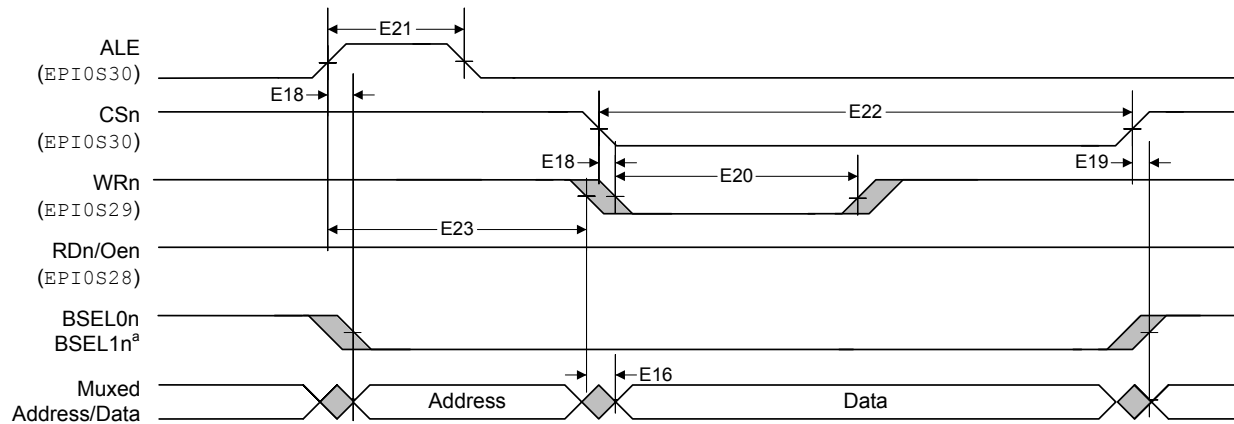 E21
ALE
(EPI0S30)
E18
CSn
(EPI0S30)
E22
E18
E19
E20
WRn
(EPI0S29)
E23
RDn/Oen
(EPI0S28)
BSEL0n
BSEL1nª
E16
Muxed
Address/Data
Address
Data